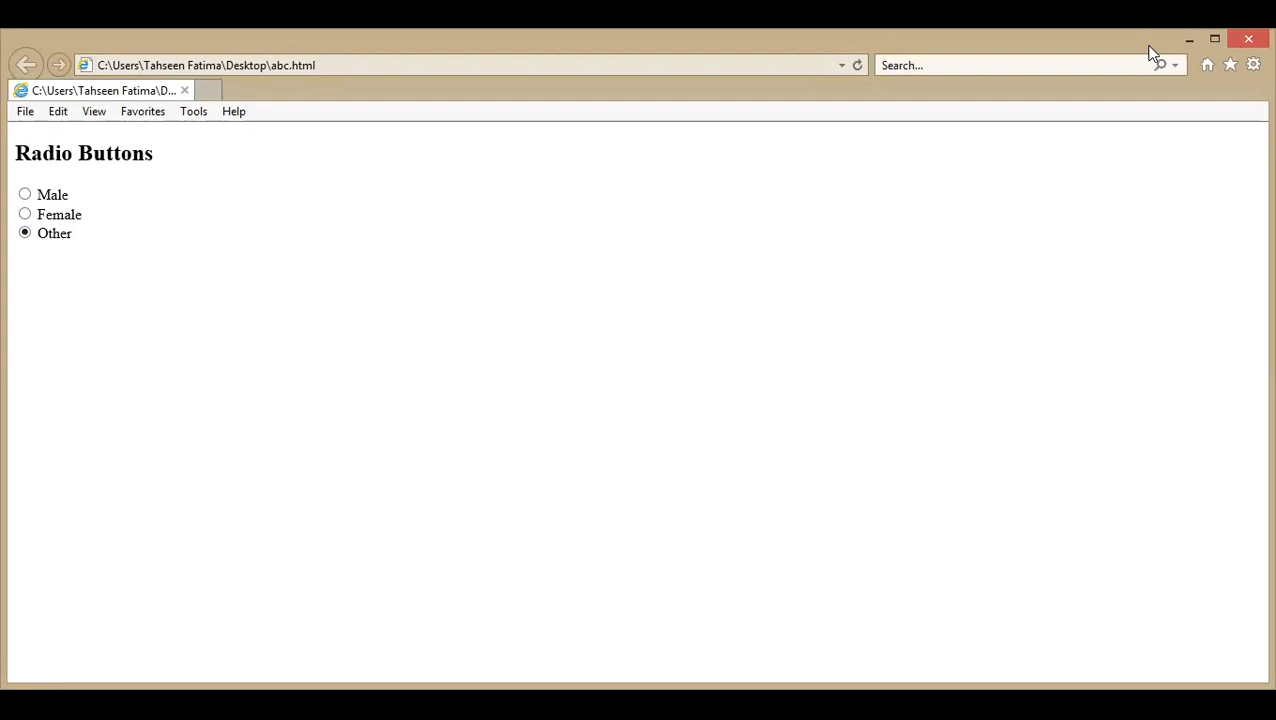 C:\Users\Tahseen Fatima\Desktop\abc.html
Search...
C:\Users\Tahseen Fatima\D...
File Edit View Favorites Tools Help
Radio Buttons
Male
Female
Other